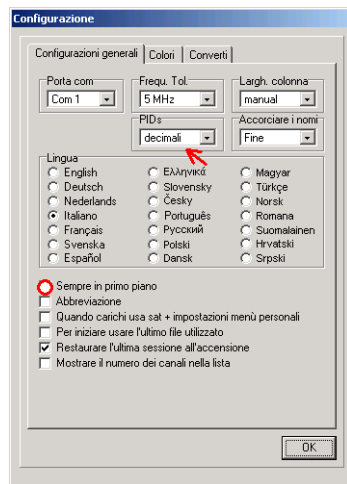 Configurazione
Configurazioni generali Colori Converti
Porta com Frequ. Tol. Largh. colonna
Com 1 5 MHz manual
PIDs Accorciare i nomi
decimali Fine
Lingua
English Ελληνικά Magyar
Deutsch Slovensky Türkçe
Nederlands Česky Norsk
Italiano Português Romana
Français Русский Suomalainen
Svenska Polski Hrvatski
Español Dansk Srpski
Sempre in primo
piano
Abbreviazione
Quando carichi usa sat + impostazioni menù personali
Per iniziare usare l'ultimo file utilizzato
Restaurare l'ultima sessione all'accensione
Mostrare il numero dei canali nella lista
OK